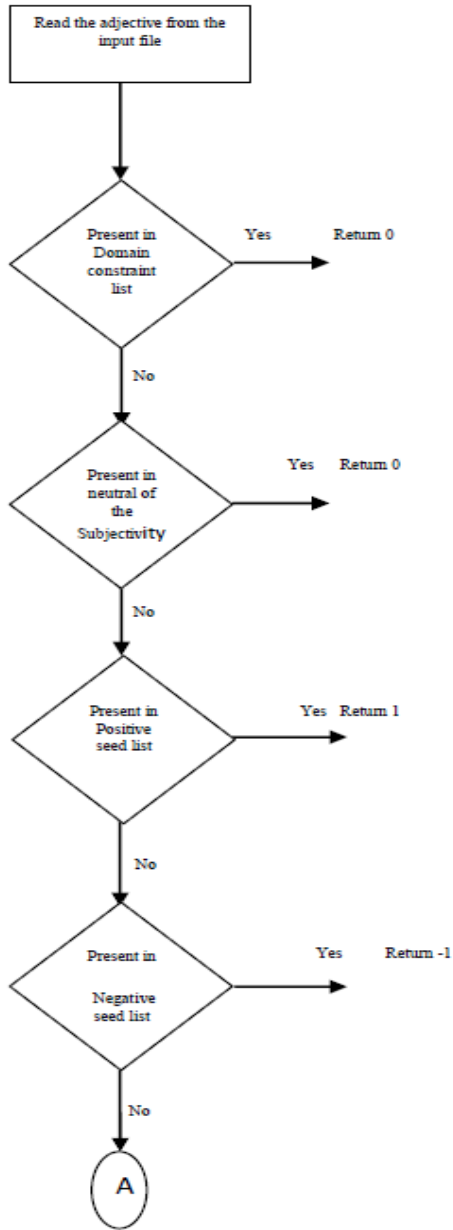 Read the adjective from the
input file
Present in
Domain
constraint
list
Yes
Return 0
No
Present in
neutral of
the
Subjectivity
Yes
Return 0
No
Present in
Positive
seed list
Yes
Return 1
No
Present in
Negative
seed list
Yes
Return -1
No
A